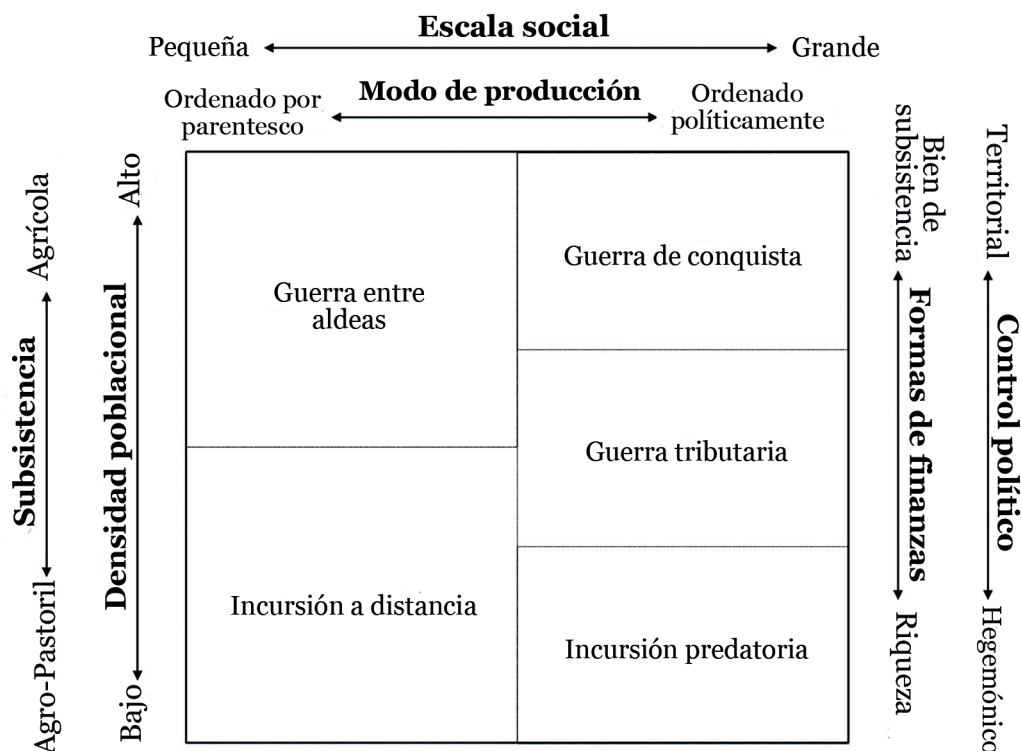 Escala social
Pequeña
Grande
Modo de producción
Ordenado por
parentesco
Ordenado
políticamente
Subsistencia
Agrícola
Agro-Pastoril
Densidad poblacional
Alto
Bajo
Guerra entre
aldeas
Incursión a distancia
Guerra de conquista
Guerra tributaria
Incursión predatoria
Bien de
subsistencia
Formas de finanzas
Riqueza
Territorial
Control político
Hegemónico